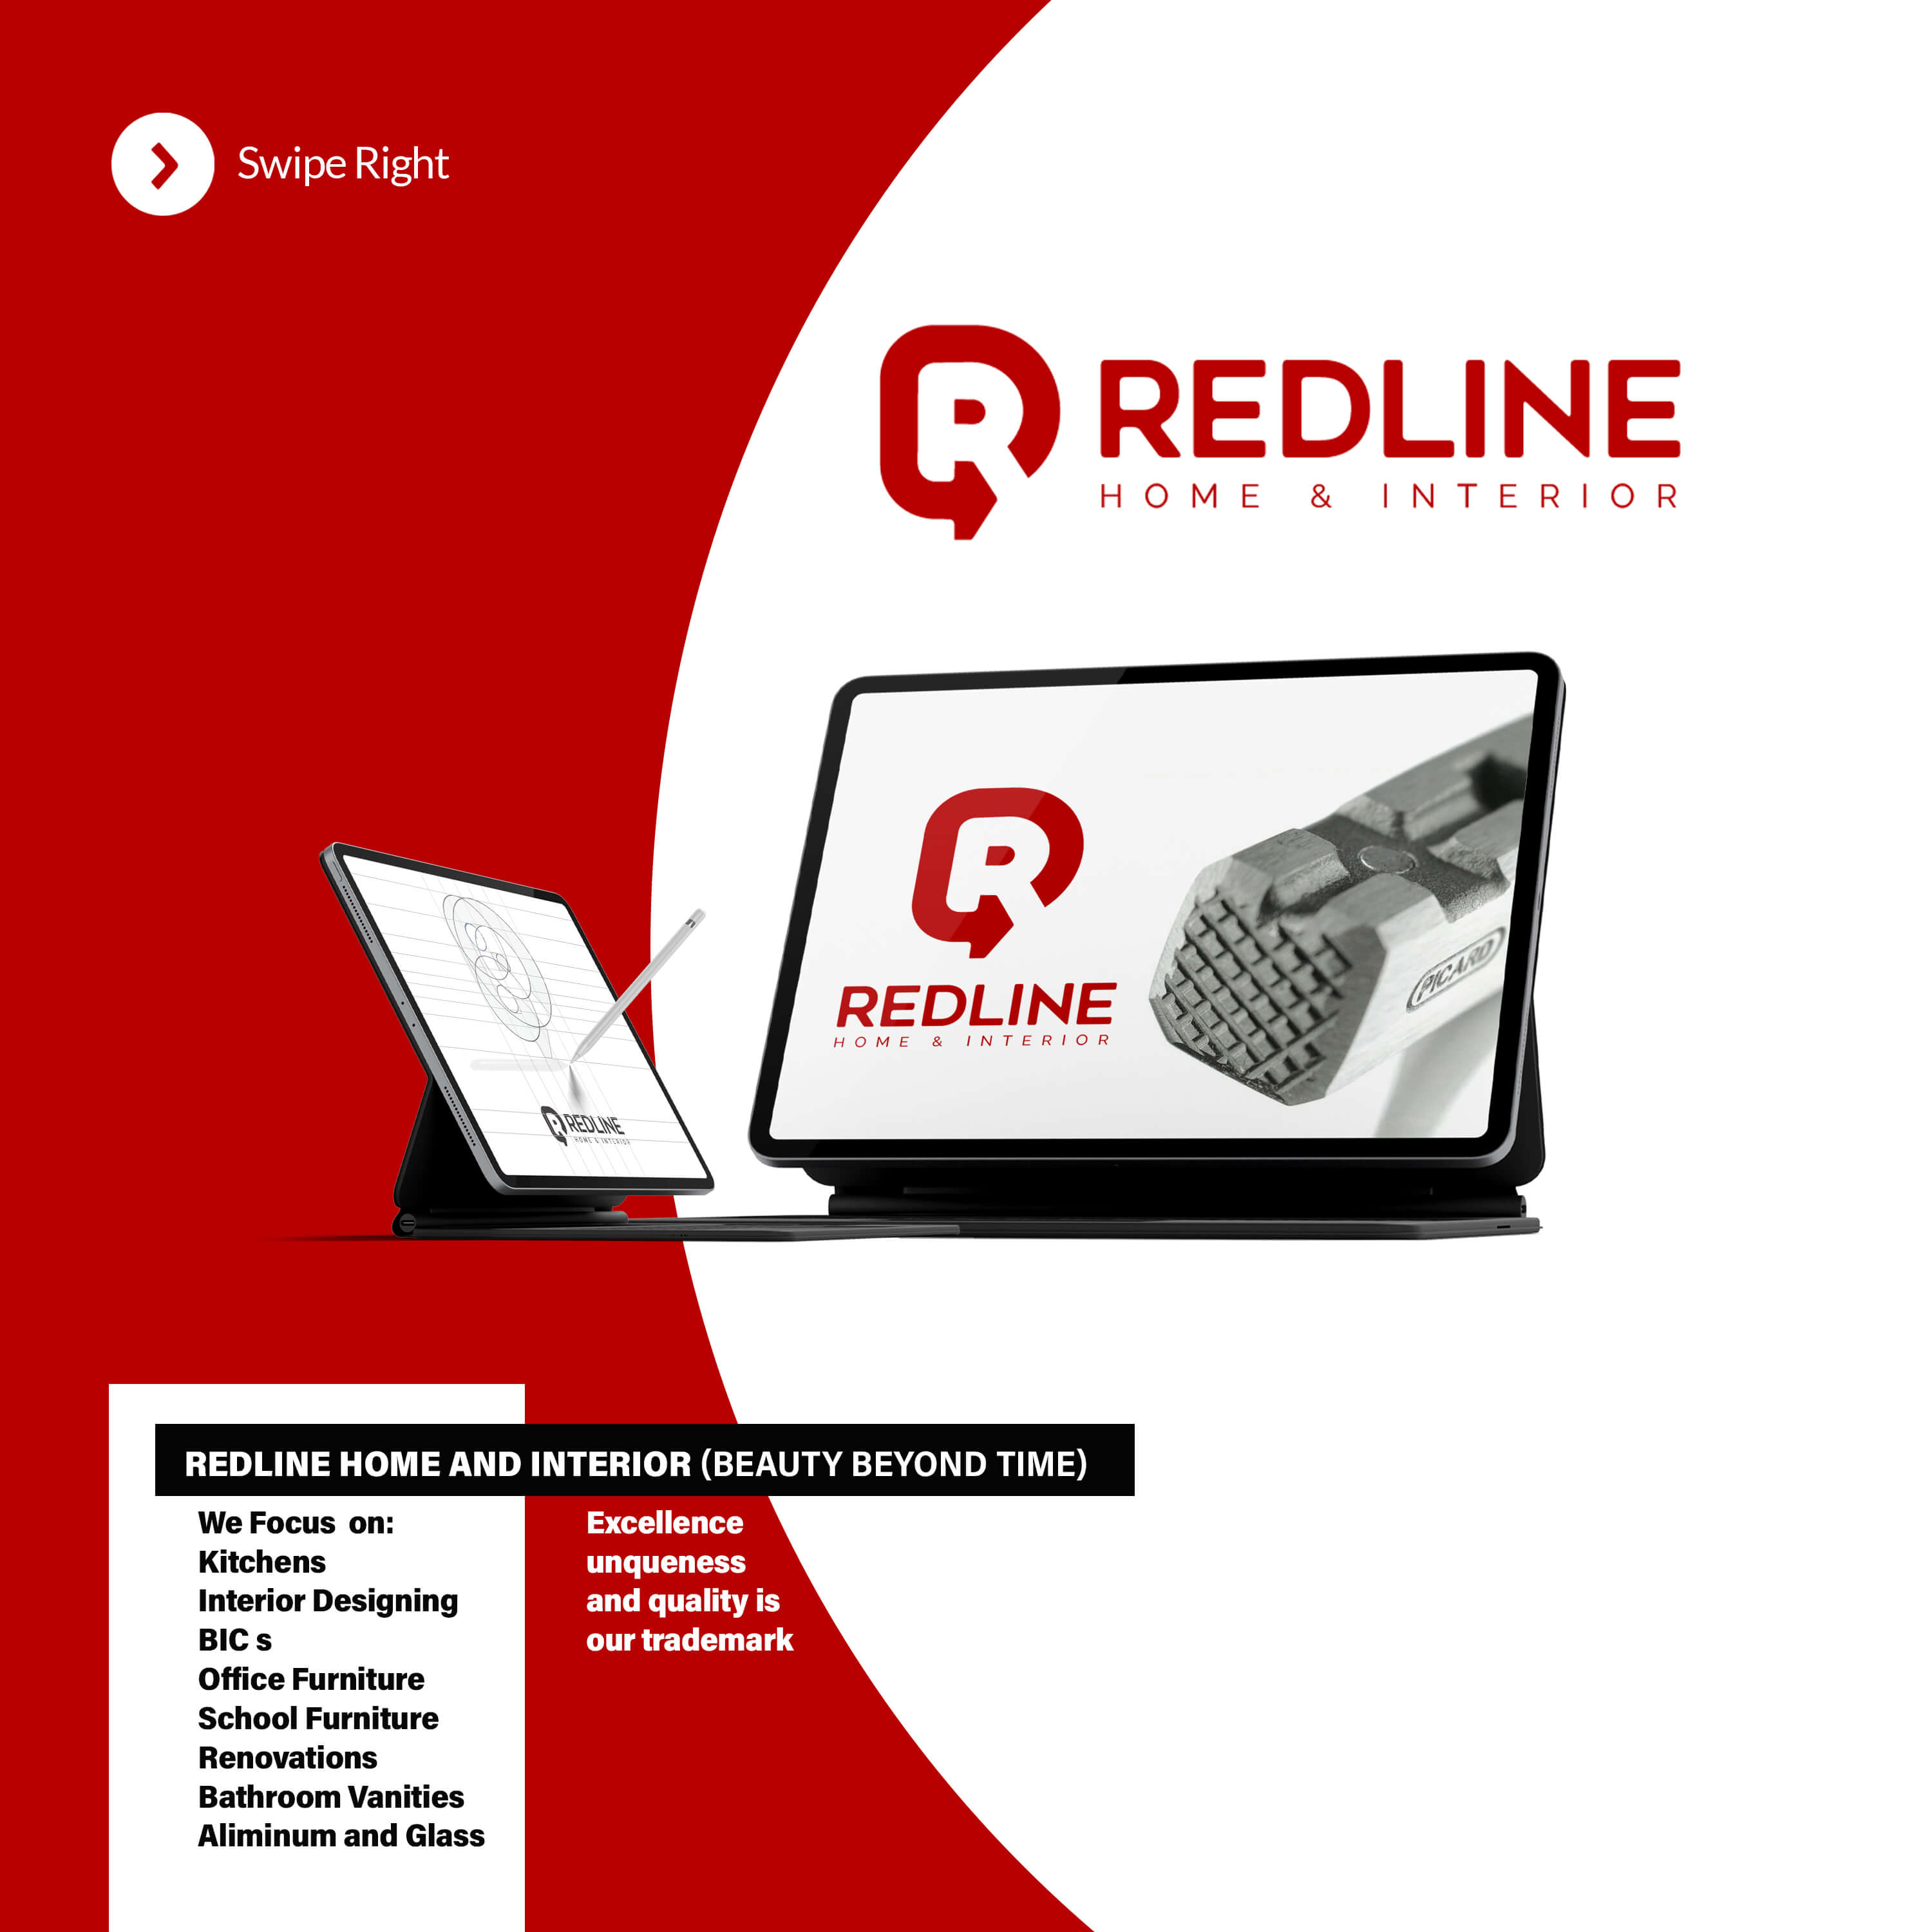 Swipe Right
REDLINE
HOME & INTERIOR
R
REDLINE
HOME & INTERIOR
PICARD
REDLINE
HOME & INTERIOR
REDLINE HOME AND INTERIOR (BEAUTY BEYOND TIME)
We Focus  on:
Kitchens
Interior Designing
BIC s
Office Furniture
School Furniture
Renovations
Bathroom Vanities
Aliminum and Glass
Excellence
unqueness
and quality is
our trademark